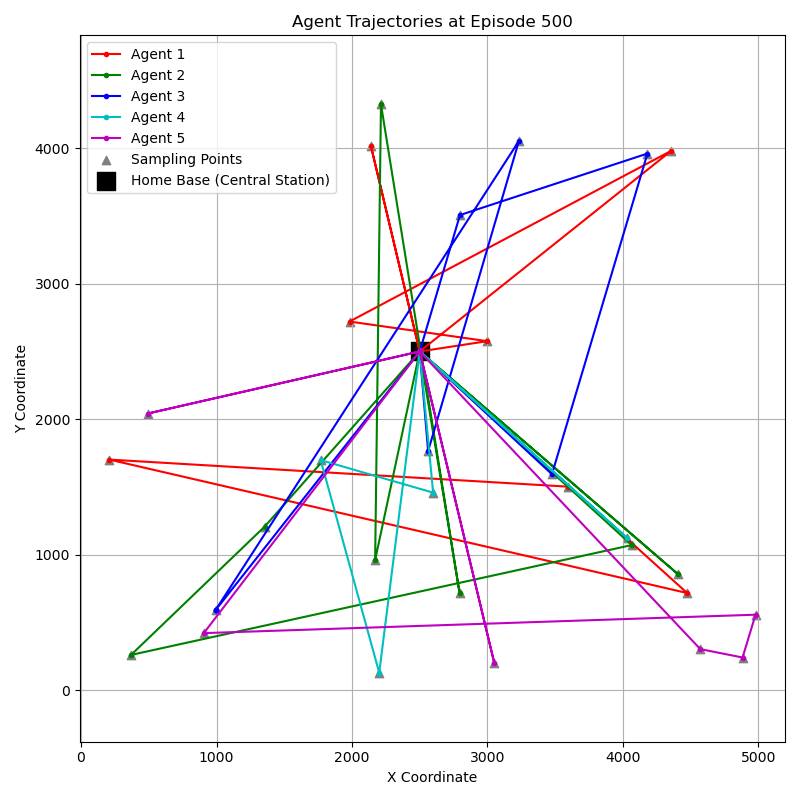 Agent Trajectories at Episode 500
Agent 1
Agent 2
Agent 3
Agent 4
Agent 5
Sampling Points
Home Base (Central Station)
Y Coordinate
4000
3000
2000
1000
0
0 1000 2000 3000 4000 5000
X Coordinate